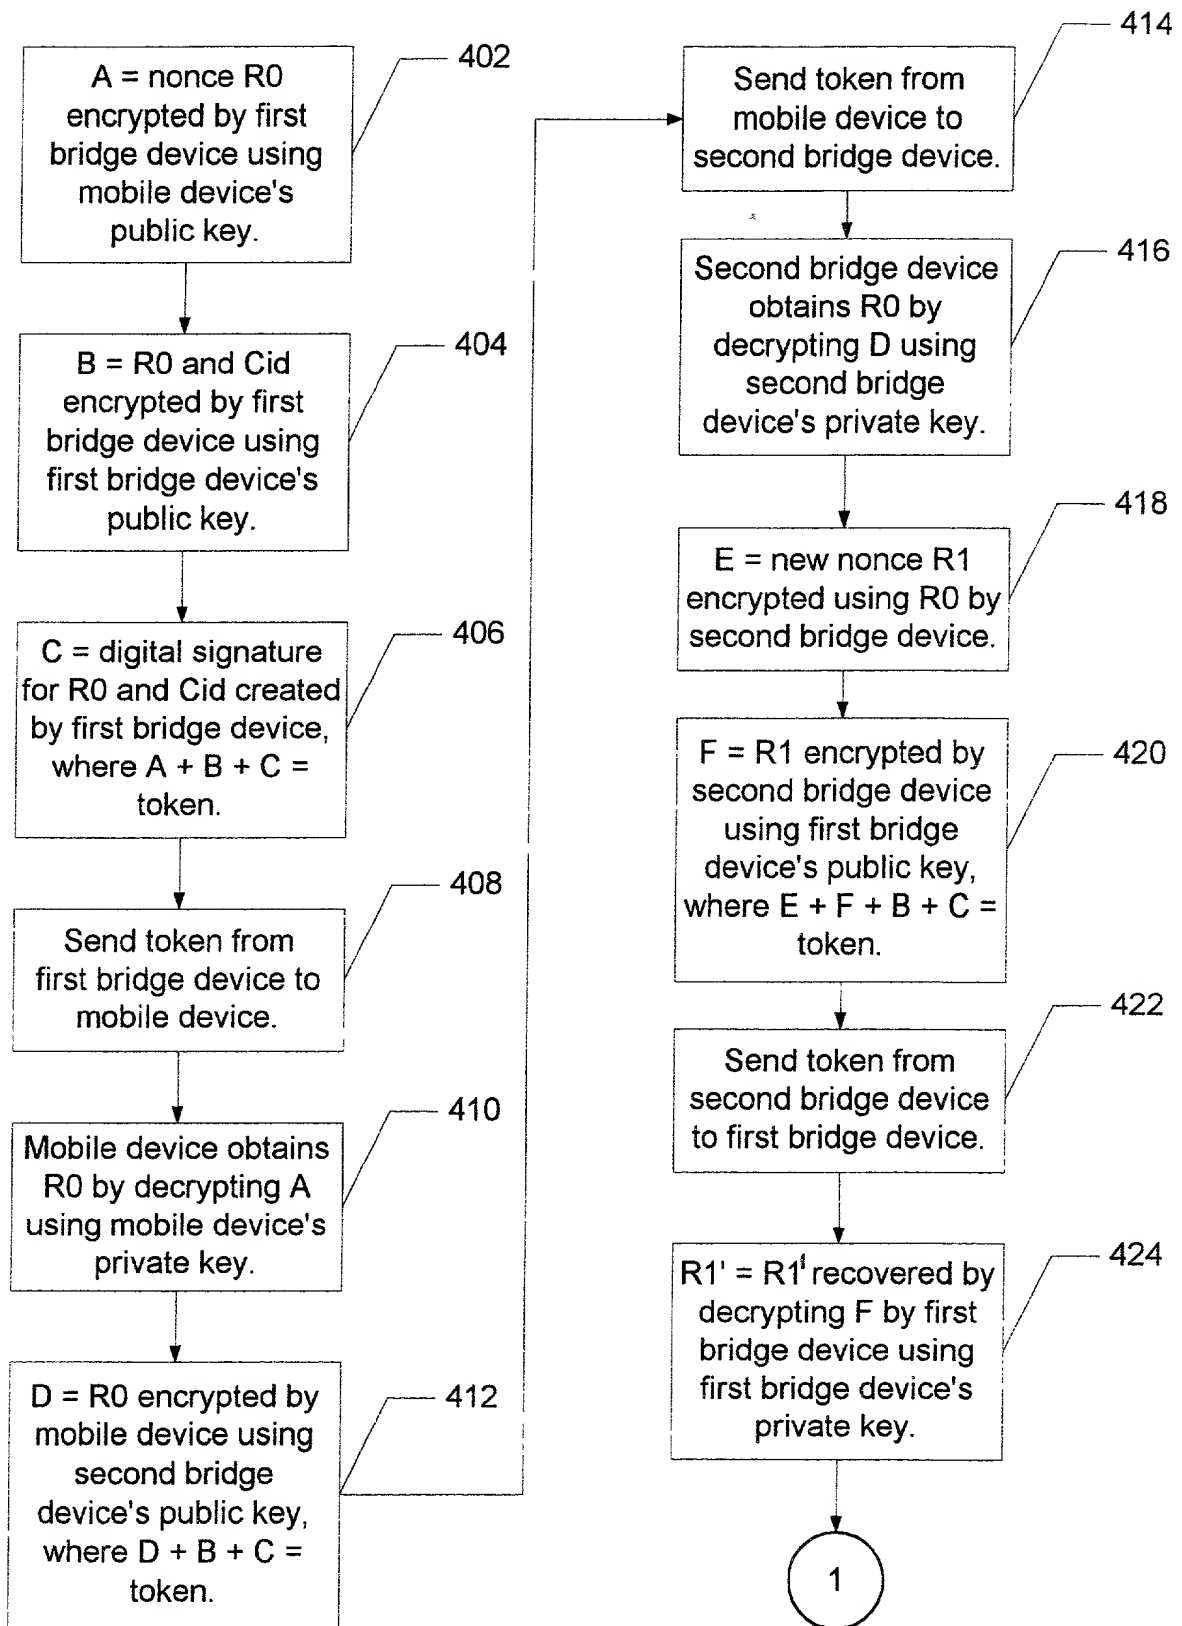 402
A = nonce R0
encrypted by first
bridge device using
mobile device's
public key.
404
B = R0 and Cid
encrypted by first
bridge device using
first bridge device's
public key.
406
C = digital signature
for R0 and Cid created
by first bridge device,
where A + B + C =
token.
408
Send token from
first bridge device to
mobile device.
410
Mobile device obtains
R0 by decrypting A
using mobile device's
private key.
412
D = R0 encrypted by
mobile device using
second bridge
device's public key,
where D + B + C =
token.
414
Send token from
mobile device to
second bridge device.
416
Second bridge device
obtains R0 by
decrypting D using
second bridge
device's private key.
418
E = new nonce R1
encrypted using R0 by
second bridge device.
420
F = R1 encrypted by
second bridge device
using first bridge
device's public key,
where E + F + B + C =
token.
422
Send token from
second bridge device
to first bridge device.
424
R1' = R1' recovered by
decrypting F by first
bridge device using
first bridge device's
private key.
1